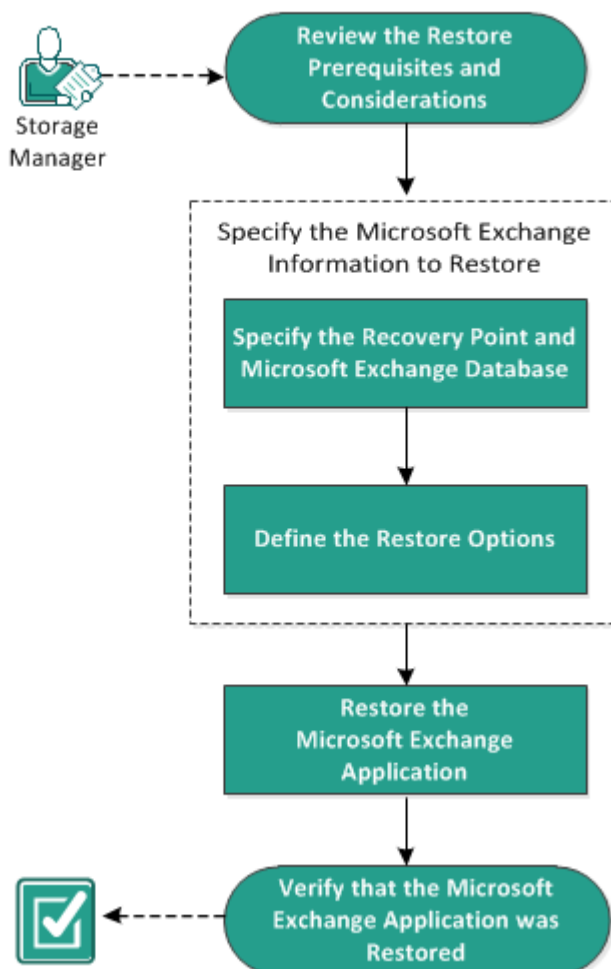 Review the Restore
Prerequisites and
Considerations
Storage
Manager
Specify the Microsoft Exchange
Information to Restore
Specify the Recovery Point and
Microsoft Exchange Database
Define the Restore Options
Restore the
Microsoft Exchange
Application
Verify that the Microsoft
Exchange Application was
Restored